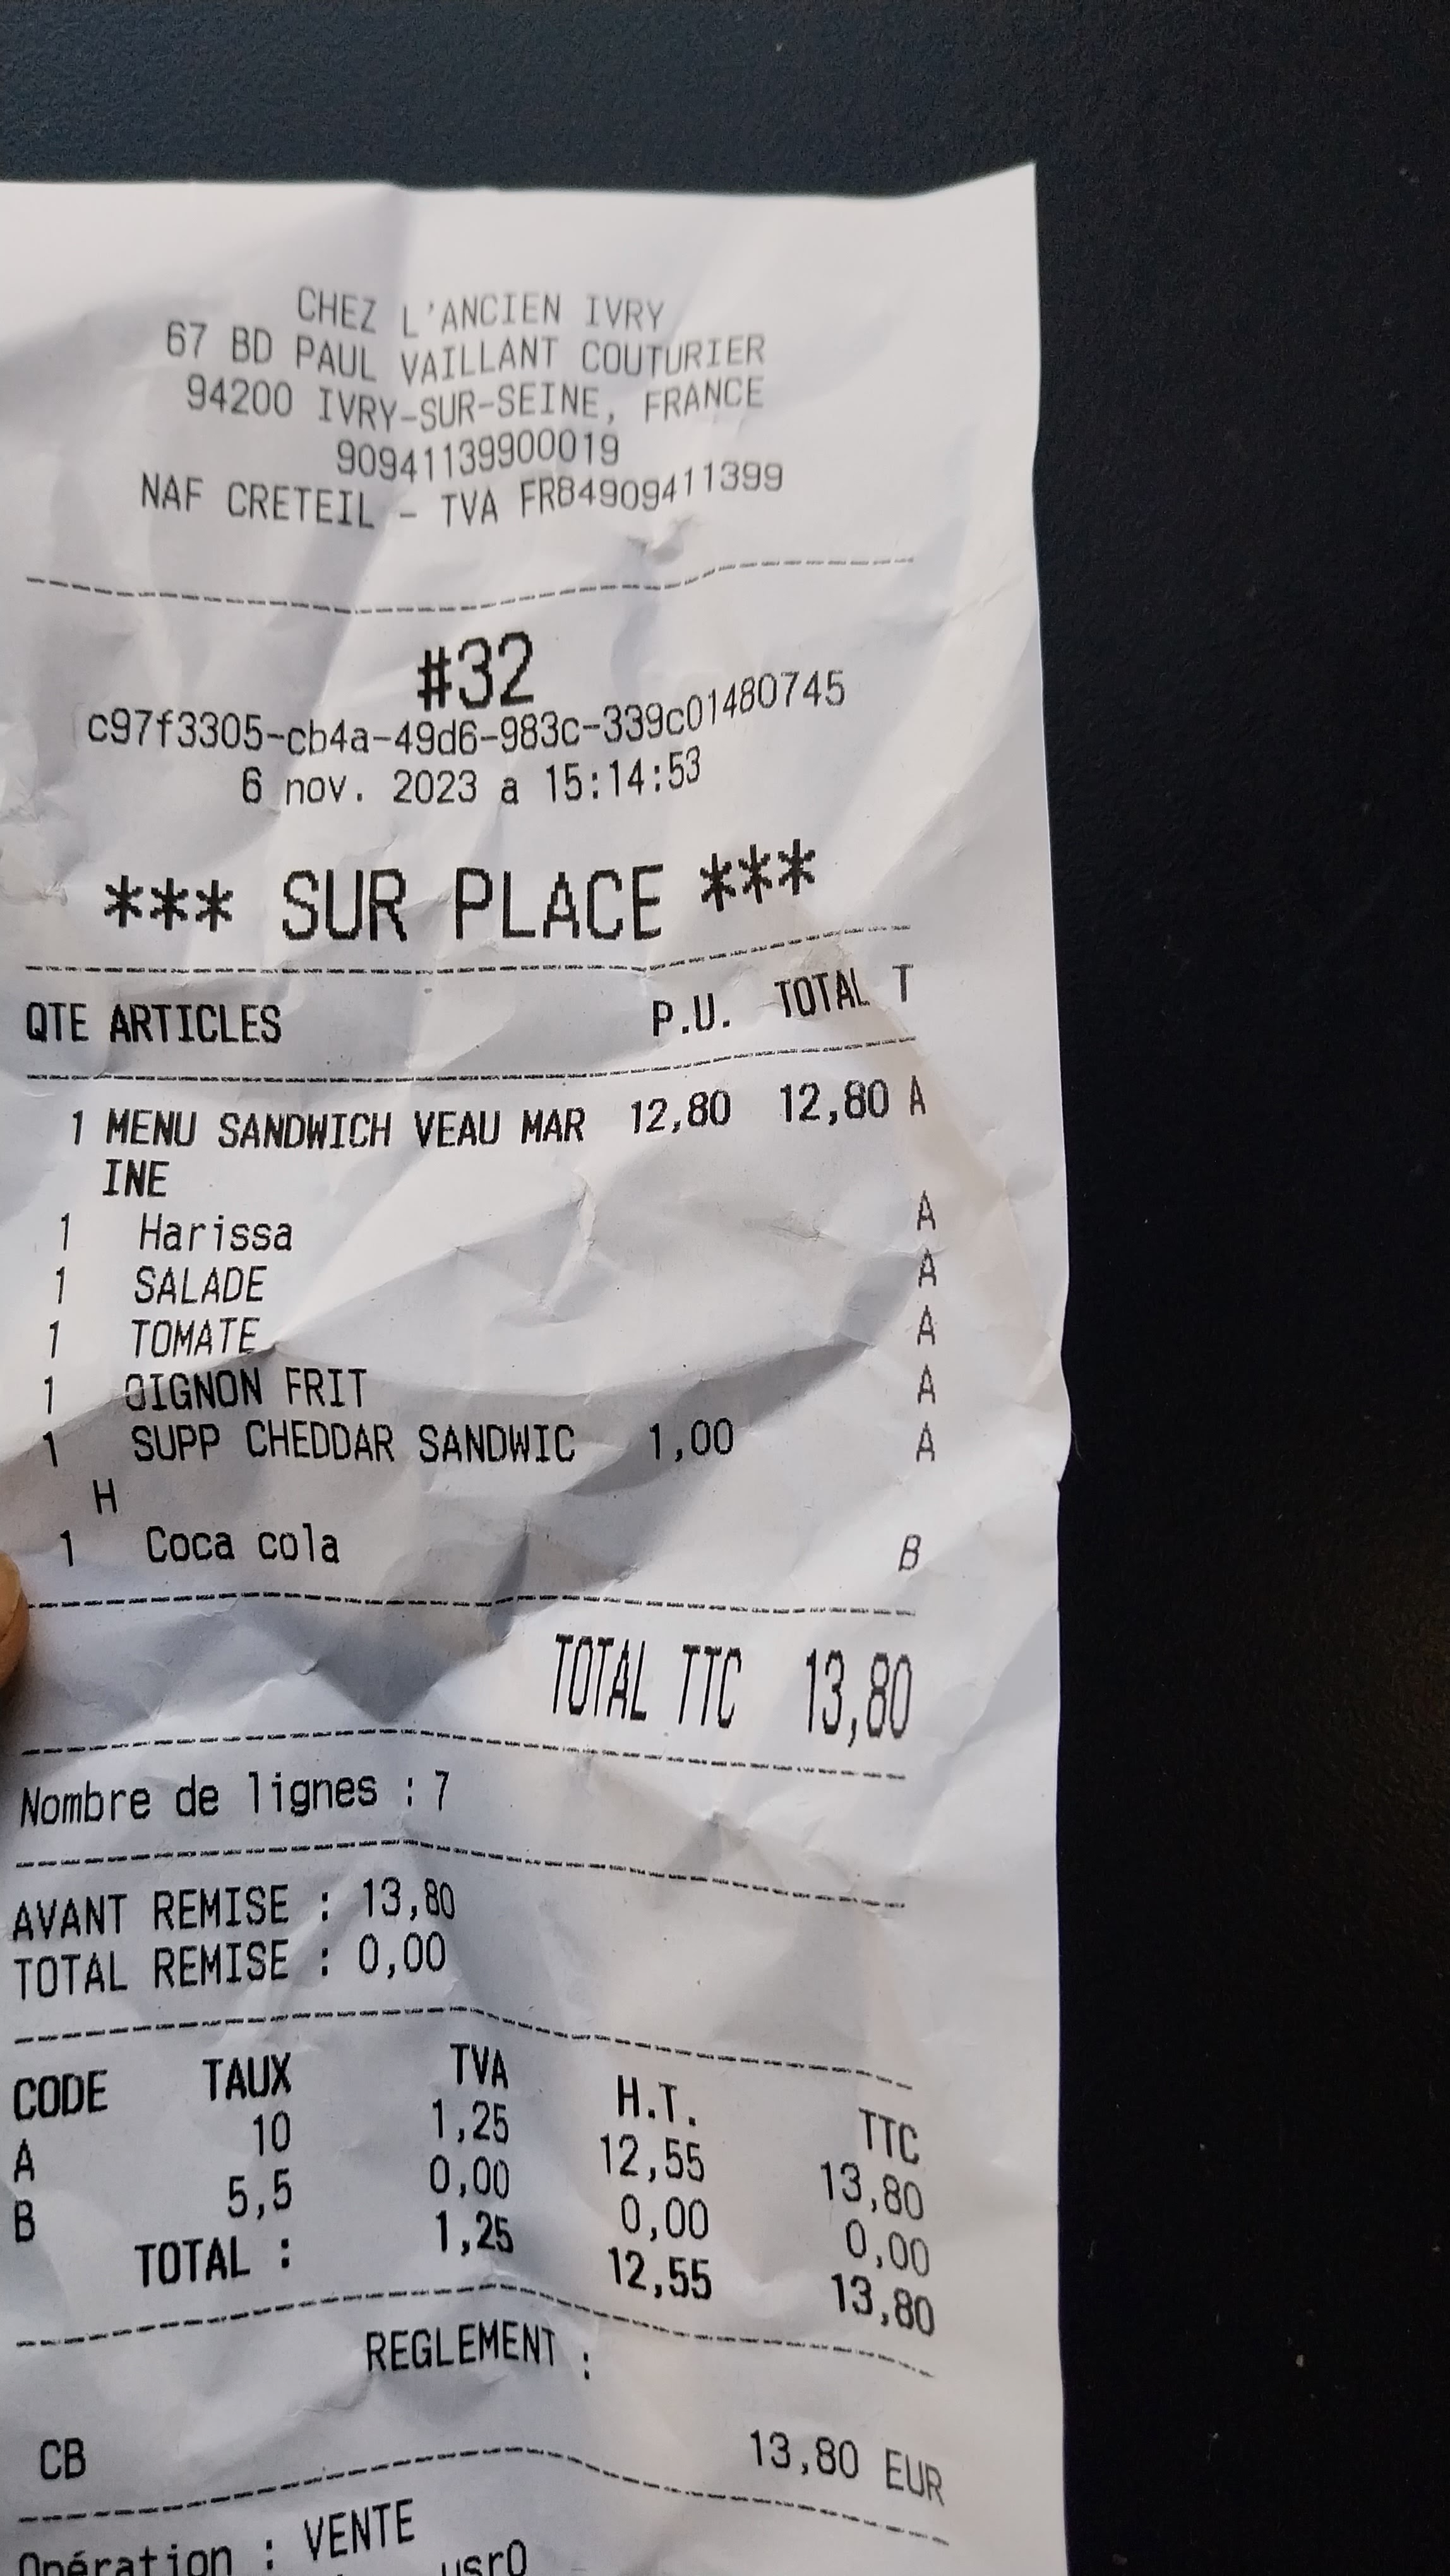 CHEZ L'ANCIEN IVRY
67 BD PAUL VAILLANT COUTURIER
94200 IVRY-SUR-SEINE, FRANCE
90941139900019
NAF CRETEIL - TVA FR84909411399
#32
c97f3305-cb4a-49d6-983c-339c01480745
6 nov. 2023 a 15:14:53
*** SUR PLACE ***
QTE ARTICLES P.U. TOTAL T
1 MENU SANDWICH VEAU MAR 12,80 12,80 A
INE
1 Harissa A
1 SALADE A
1 TOMATE A
1 OIGNON FRIT A
1 SUPP CHEDDAR SANDWIC 1,00 A
H
1 Coca cola B
TOTAL TTC 13,80
Nombre de lignes : 7
AVANT REMISE : 13,80
TOTAL REMISE : 0,00
CODE TAUX TVA H.T. TTC
A 10 1,25 12,55 13,80
B 5,5 0,00 0,00 0,00
TOTAL : 1,25 12,55 13,80
REGLEMENT :
CB 13,80 EUR
Opération : VENTE
usr0